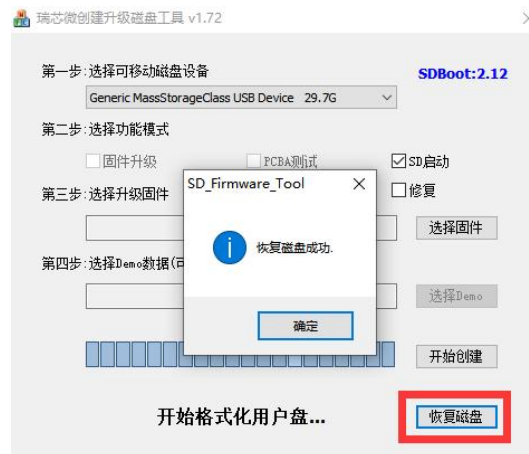 瑞芯微创建升级磁盘工具 v1.72
第一步:选择可移动磁盘设备
SDBoot:2.12
Generic MassStorageClass USB Device 29.7G
第二步:选择功能模式
固件升级
PCBA测试
SD启动
SD_Firmware_Tool
修复
第三步:选择升级固件
选择固件
恢复磁盘成功.
第四步:选择Demo数据(可
选择Demo
确定
开始创建
开始格式化用户盘...
恢复磁盘